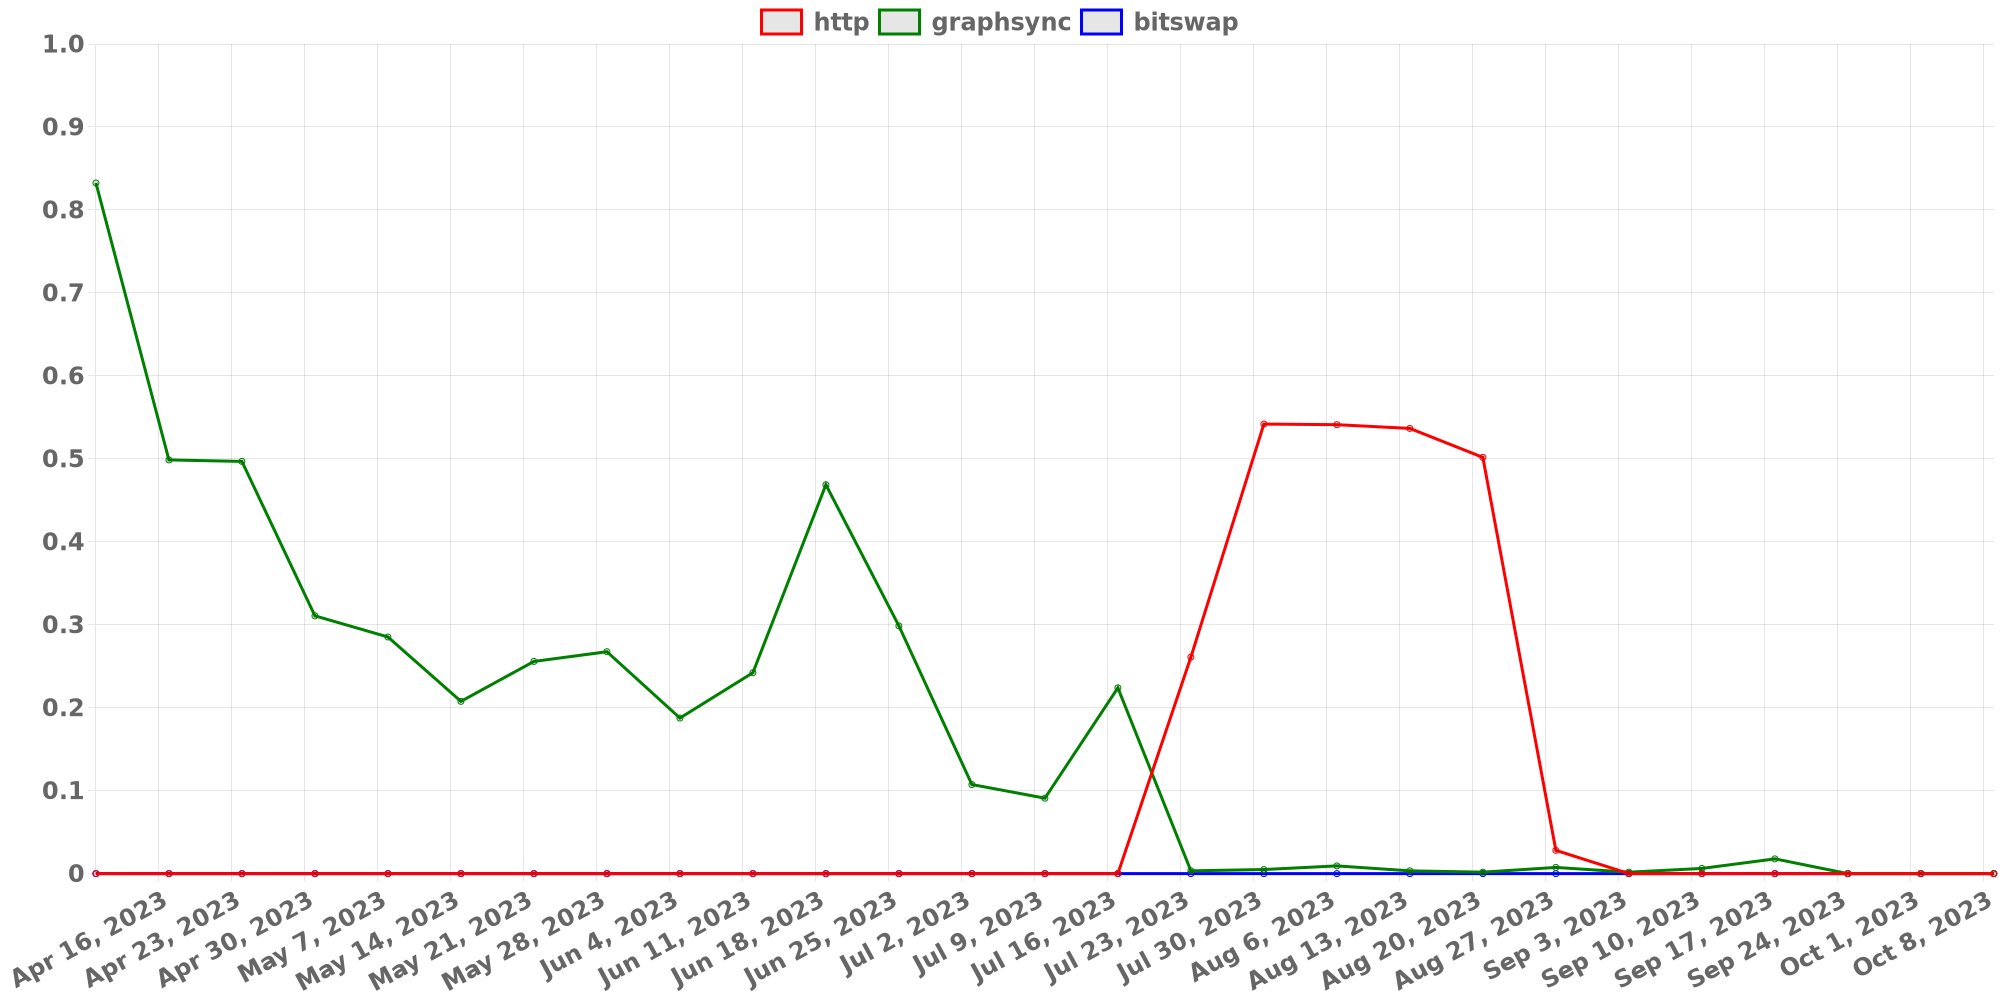 http graphsync bitswap
1.0
0.9
0.8
0.7
0.6
0.5
0.4
0.3
0.2
0.1
0
Apr 16, 2023
Apr 23, 2023
Apr 30, 2023
May 7, 2023
May 14, 2023
May 21, 2023
May 28, 2023
Jun 4, 2023
Jun 11, 2023
Jun 18, 2023
Jun 25, 2023
Jul 2, 2023
Jul 9, 2023
Jul 16, 2023
Jul 23, 2023
Jul 30, 2023
Aug 6, 2023
Aug 13, 2023
Aug 20, 2023
Aug 27, 2023
Sep 3, 2023
Sep 10, 2023
Sep 17, 2023
Sep 24, 2023
Oct 1, 2023
Oct 8, 2023